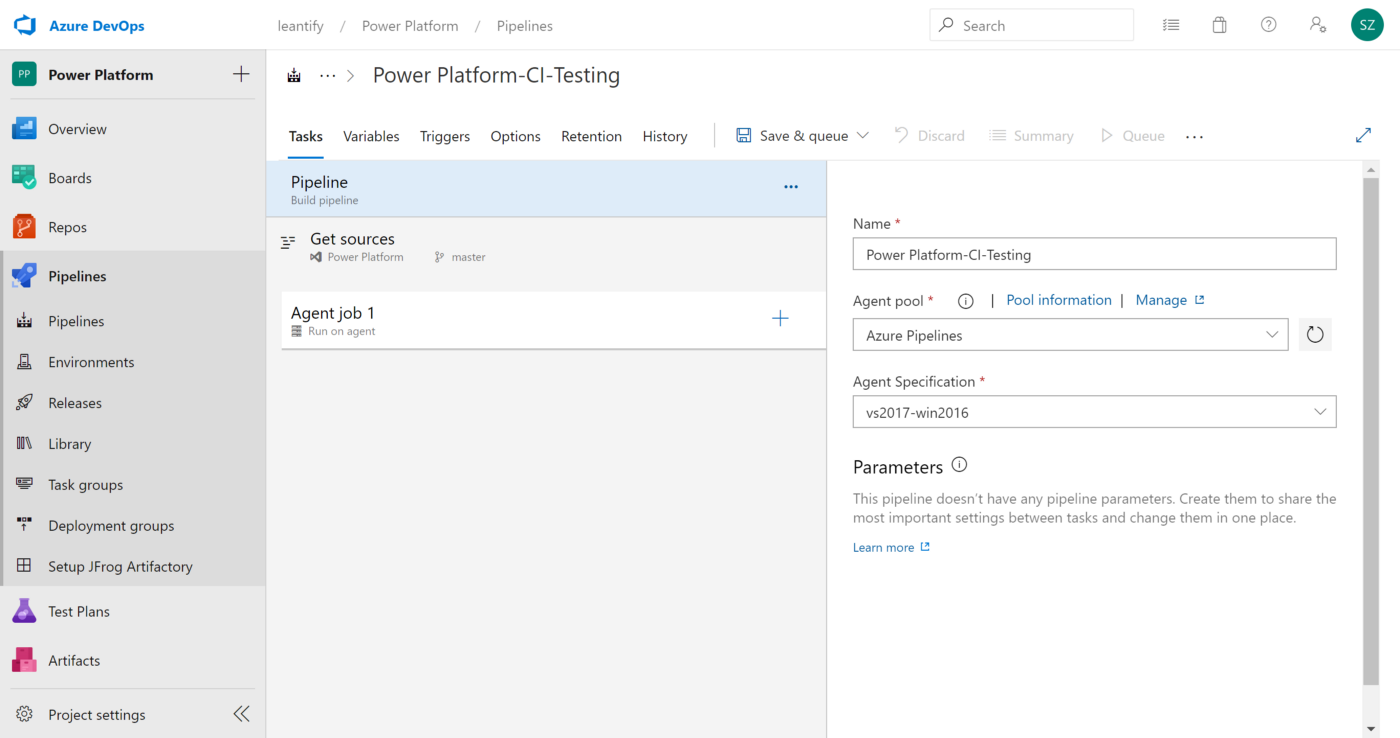 Azure DevOps
leantify / Power Platform / Pipelines
Search
SZ
PP Power Platform
Overview
Boards
Repos
Pipelines
Pipelines
Environments
Releases
Library
Task groups
Deployment groups
Setup JFrog Artifactory
Test Plans
Artifacts
Project settings
... > Power Platform-CI-Testing
Tasks Variables Triggers Options Retention History Save & queue Discard Summary Queue ...
Pipeline ...
Build pipeline
Get sources
Power Platform master
Agent job 1
Run on agent
Name *
Power Platform-CI-Testing
Agent pool * | Pool information | Manage
Azure Pipelines
Agent Specification *
vs2017-win2016
Parameters
This pipeline doesn't have any pipeline parameters. Create them to share the
most important settings between tasks and change them in one place.
Learn more